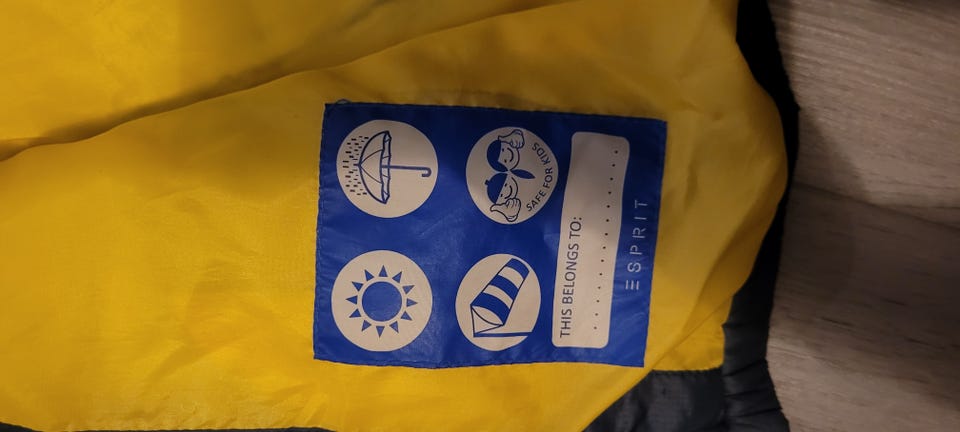 SAFE FOR KIDS
THIS BELONGS TO:
ESPRIT